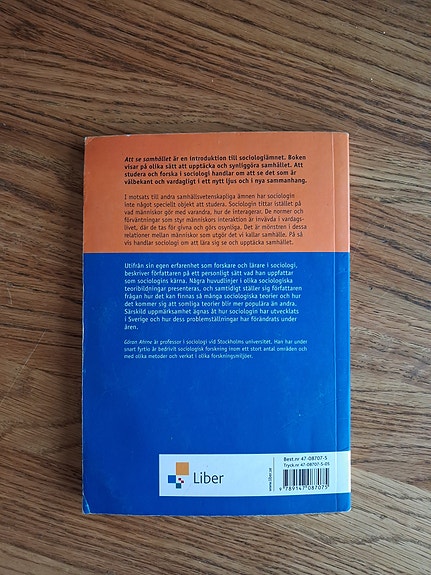 Att se samhället är en introduktion till sociologiämnet. Boken
visar på olika sätt att upptäcka och synliggöra samhället. Att
studera och forska i sociologi handlar om att se det som är
välbekant och vardagligt i ett nytt ljus och i nya sammanhang.
I motsats till andra samhällsvetenskapliga ämnen har sociologin
inte något speciellt objekt att studera. Sociologin tittar istället på
vad människor gör med varandra, hur de interagerar. De normer och
förväntningar som styr människors interaktion är invävda i vardags-
livet, där de tas för givna och görs osynliga. Det är mönstren i dessa
relationer mellan människor som utgör det vi kallar samhälle. På så
vis handlar sociologi om att lära sig se och upptäcka samhället.
Utifrån sin egen erfarenhet som forskare och lärare i sociologi,
beskriver författaren på ett personligt sätt vad han uppfattar
som sociologins kärna. Några huvudlinjer i olika sociologiska
teoribildningar presenteras, och samtidigt ställer sig författaren
frågan hur det kan finnas så många sociologiska teorier och hur
det kommer sig att somliga teorier blir mer populära än andra.
Särskild uppmärksamhet ägnas åt hur sociologin har utvecklats
i Sverige och hur dess problemställningar har förändrats under
åren.
Göran Ahrne är professor i sociologi vid Stockholms universitet. Han har under
snart fyrtio år bedrivit sociologisk forskning inom ett stort antal områden och
med olika metoder och verkat i olika forskningsmiljöer.
Liber
www.liber.se
Best.nr 47-08707-5
Tryck.nr 47-08707-5-05
9 789147 087075